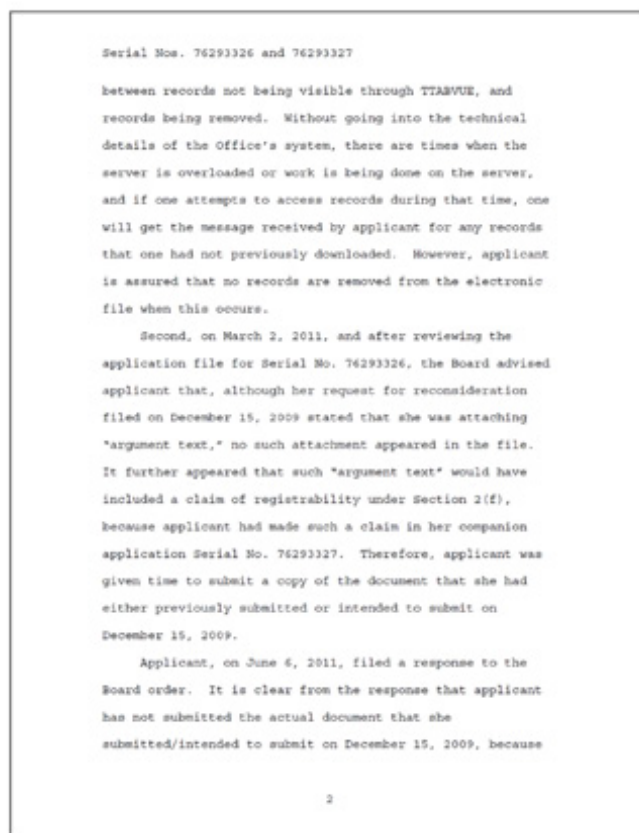 Serial Nos. 76293326 and 76293327
between records not being visible through TTABVUE, and
records being removed. Without going into the technical
details of the Office's system, there are times when the
server is overloaded or work is being done on the server,
and if one attempts to access records during that time, one
will get the message received by applicant for any records
that one had not previously downloaded. However, applicant
is assured that no records are removed from the electronic
file when this occurs.
Second, on March 2, 2011, and after reviewing the
application file for Serial No. 76293326, the Board advised
applicant that, although her request for reconsideration
filed on December 15, 2009 stated that she was attaching
"argument text," no such attachment appeared in the file.
It further appeared that such "argument text" would have
included a claim of registrability under Section 2(f),
because applicant had made such a claim in her companion
application Serial No. 76293327. Therefore, applicant was
given time to submit a copy of the document that she had
either previously submitted or intended to submit on
December 15, 2009.
Applicant, on June 6, 2011, filed a response to the
Board order. It is clear from the response that applicant
has not submitted the actual document that she
submitted/intended to submit on December 15, 2009, because
2